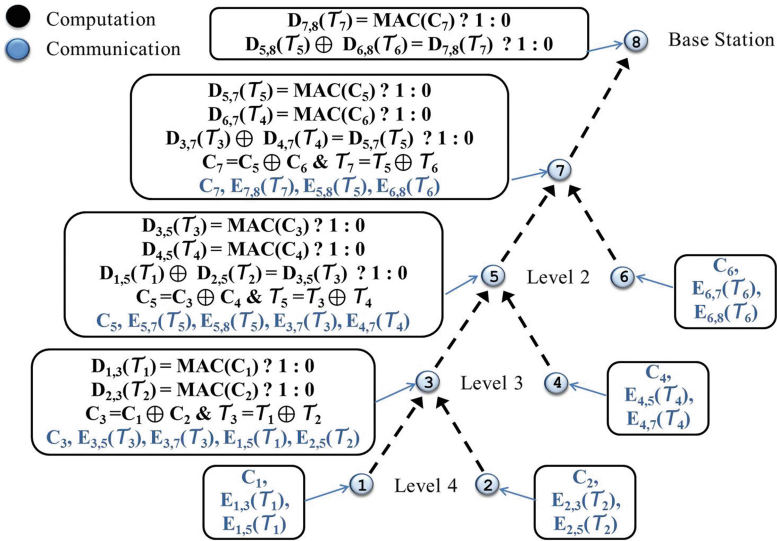 Computation
Communication
D7,8(𝒯7) = MAC(C7) ? 1 : 0
D5,8(𝒯5) ⊕ D6,8(𝒯6) = D7,8(𝒯7) ? 1 : 0
8
Base Station
D5,7(𝒯5) = MAC(C5) ? 1 : 0
D6,7(𝒯4) = MAC(C6) ? 1 : 0
D3,7(𝒯3) ⊕ D4,7(𝒯4) = D5,7(𝒯5) ? 1 : 0
C7 =C5 ⊕ C6 & 𝒯7 =𝒯5 ⊕ 𝒯6
C7, E7,8(𝒯7), E5,8(𝒯5), E6,8(𝒯6)
7
D3,5(𝒯3) = MAC(C3) ? 1 : 0
D4,5(𝒯4) = MAC(C4) ? 1 : 0
D1,5(𝒯1) ⊕ D2,5(𝒯2) = D3,5(𝒯3) ? 1 : 0
C5 =C3 ⊕ C4 & 𝒯5 =𝒯3 ⊕ 𝒯4
C5, E5,7(𝒯5), E5,8(𝒯5), E3,7(𝒯3), E4,7(𝒯4)
5
Level 2
6
C6,
E6,7(𝒯6),
E6,8(𝒯6)
D1,3(𝒯1) = MAC(C1) ? 1 : 0
D2,3(𝒯2) = MAC(C2) ? 1 : 0
C3 =C1 ⊕ C2 & 𝒯3 =𝒯1 ⊕ 𝒯2
C3, E3,5(𝒯3), E3,7(𝒯3), E1,5(𝒯1), E2,5(𝒯2)
3
Level 3
4
C4,
E4,5(𝒯4),
E4,7(𝒯4)
C1,
E1,3(𝒯1),
E1,5(𝒯1)
1
Level 4
2
C2,
E2,3(𝒯2),
E2,5(𝒯2)